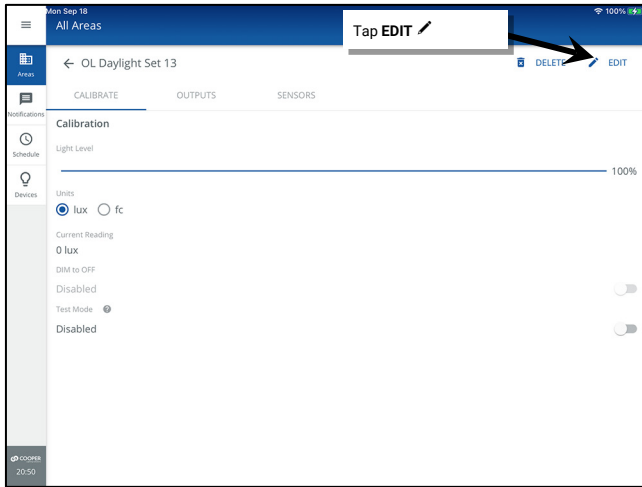 Mon Sep 18
100%
All Areas
Tap EDIT
Areas
← OL Daylight Set 13
DELETE
EDIT
CALIBRATE OUTPUTS SENSORS
Notifications
Calibration
Schedule
Light Level
100%
Devices
Units
lux fc
Current Reading
0 lux
DIM to OFF
Disabled
Test Mode
Disabled
COOPER
20:50